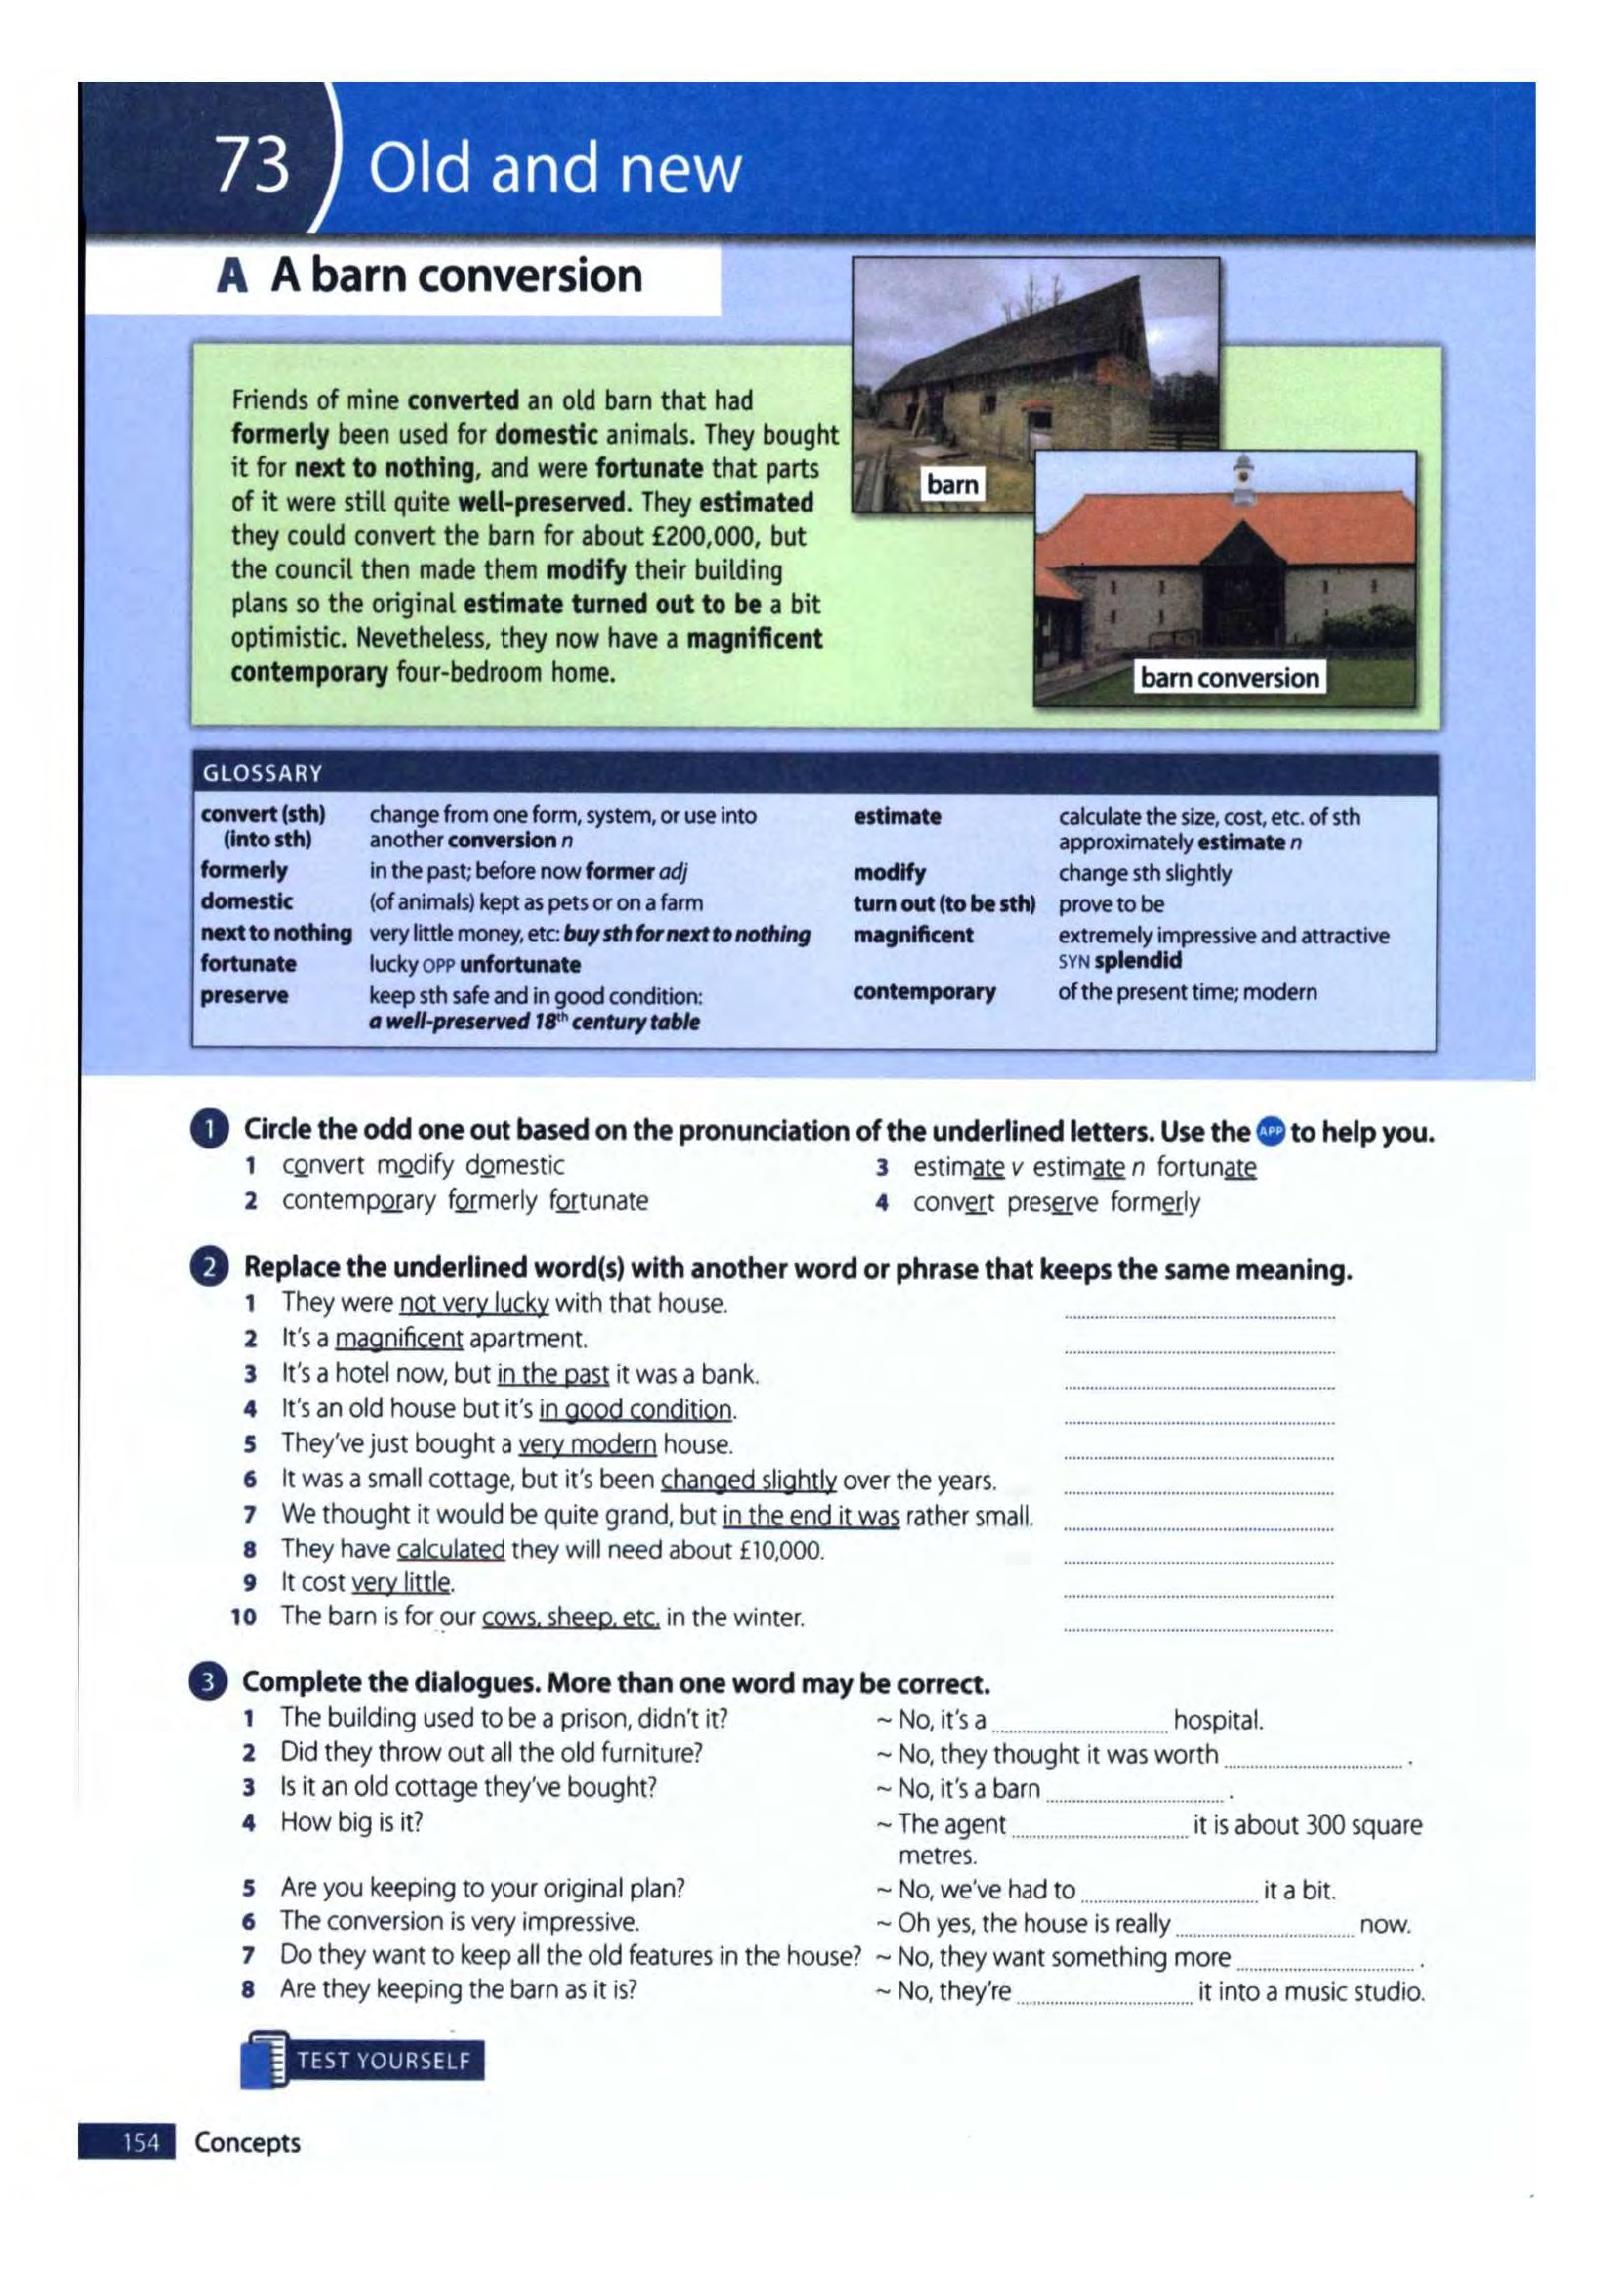 73 Old and new
A A barn conversion
Friends of mine converted an old barn that had
formerly been used for domestic animals. They bought
it for next to nothing, and were fortunate that parts
of it were still quite well-preserved. They estimated
they could convert the barn for about £200,000, but
the council then made them modify their building
plans so the original estimate turned out to be a bit
optimistic. Nevetheless, they now have a magnificent
contemporary four-bedroom home.
barn
barn conversion
GLOSSARY
convert (sth) change from one form, system, or use into
(into sth) another conversion n
formerly in the past; before now former adj
domestic (of animals) kept as pets or on a farm
next to nothing very little money, etc: buy sth for next to nothing
fortunate lucky OPP unfortunate
preserve keep sth safe and in good condition:
a well-preserved 18th century table
estimate calculate the size, cost, etc. of sth
approximately estimate n
modify change sth slightly
turn out (to be sth) prove to be
magnificent extremely impressive and attractive
SYN splendid
contemporary of the present time; modern
1 Circle the odd one out based on the pronunciation of the underlined letters. Use the APP to help you.
1 convert modify domestic
2 contemporary formerly fortunate
3 estimate v estimate n fortunate
4 convert preserve formerly
2 Replace the underlined word(s) with another word or phrase that keeps the same meaning.
1 They were not very lucky with that house.
2 It's a magnificent apartment.
3 It's a hotel now, but in the past it was a bank.
4 It's an old house but it's in good condition.
5 They've just bought a very modern house.
6 It was a small cottage, but it's been changed slightly over the years.
7 We thought it would be quite grand, but in the end it was rather small.
8 They have calculated they will need about £10,000.
9 It cost very little.
10 The barn is for our cows, sheep, etc. in the winter.
3 Complete the dialogues. More than one word may be correct.
1 The building used to be a prison, didn't it? ~ No, it's a ............ hospital.
2 Did they throw out all the old furniture? ~ No, they thought it was worth ............ .
3 Is it an old cottage they've bought? ~ No, it's a barn ............ .
4 How big is it? ~ The agent ............ it is about 300 square
metres.
5 Are you keeping to your original plan? ~ No, we've had to ............ it a bit.
6 The conversion is very impressive. ~ Oh yes, the house is really ............ now.
7 Do they want to keep all the old features in the house? ~ No, they want something more ............ .
8 Are they keeping the barn as it is? ~ No, they're ............ it into a music studio.
TEST YOURSELF
154 Concepts